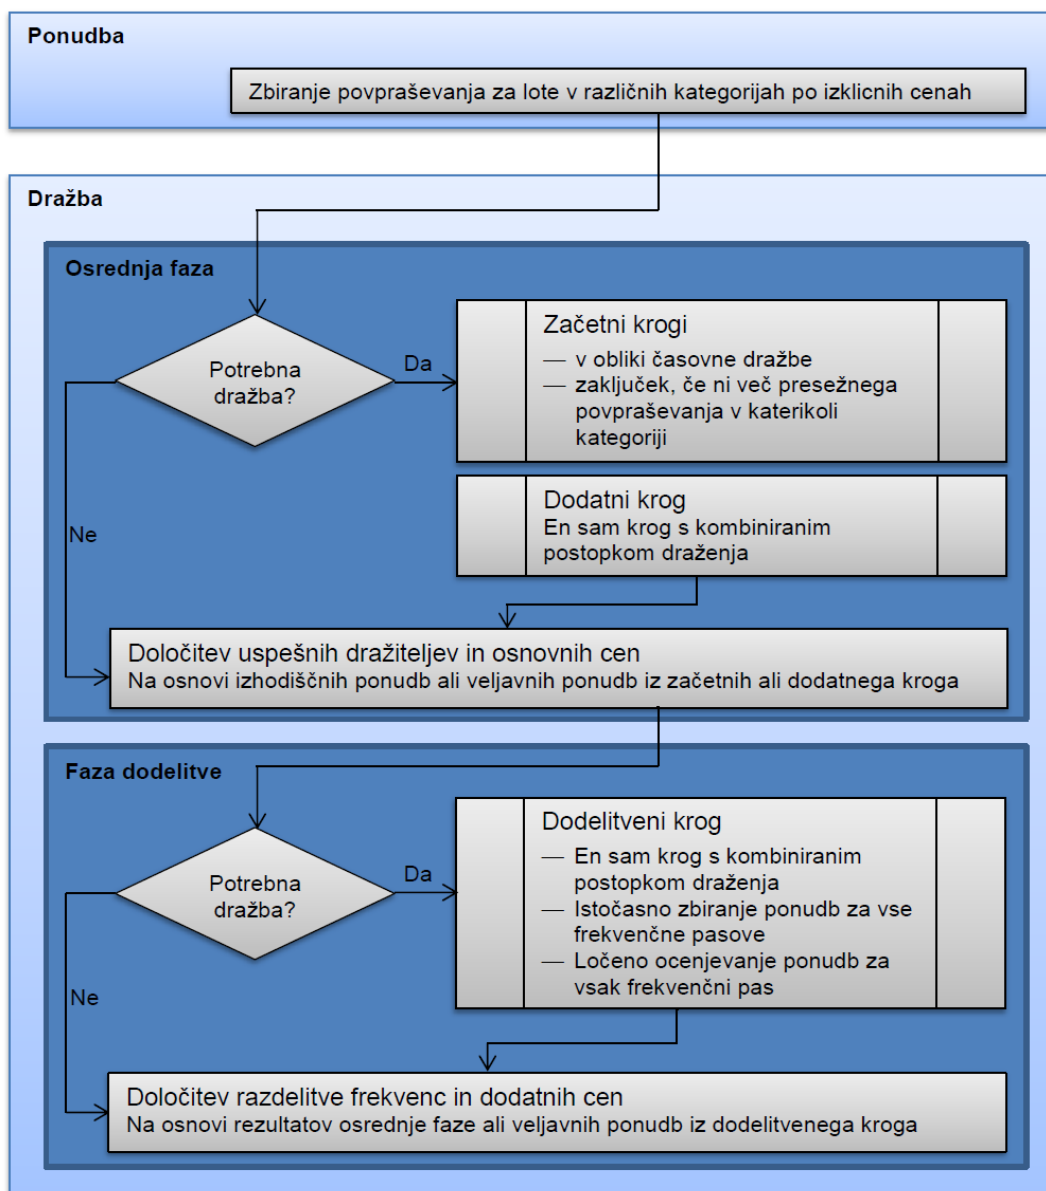 Ponudba
Zbiranje povpraševanja za lote v različnih kategorijah po izklicnih cenah
Dražba
Osrednja faza
Potrebna
dražba?
Da
Ne
Začetni krogi
— v obliki časovne dražbe
— zaključek, če ni več presežnega
povpraševanja v katerikoli
kategoriji
Dodatni krog
En sam krog s kombiniranim
postopkom draženja
Določitev uspešnih dražiteljev in osnovnih cen
Na osnovi izhodiščnih ponudb ali veljavnih ponudb iz začetnih ali dodatnega kroga
Faza dodelitve
Potrebna
dražba?
Da
Ne
Dodelitveni krog
— En sam krog s kombiniranim
postopkom draženja
— Istočasno zbiranje ponudb za vse
frekvenčne pasove
— Ločeno ocenjevanje ponudb za
vsak frekvenčni pas
Določitev razdelitve frekvenc in dodatnih cen
Na osnovi rezultatov osrednje faze ali veljavnih ponudb iz dodelitvenega kroga